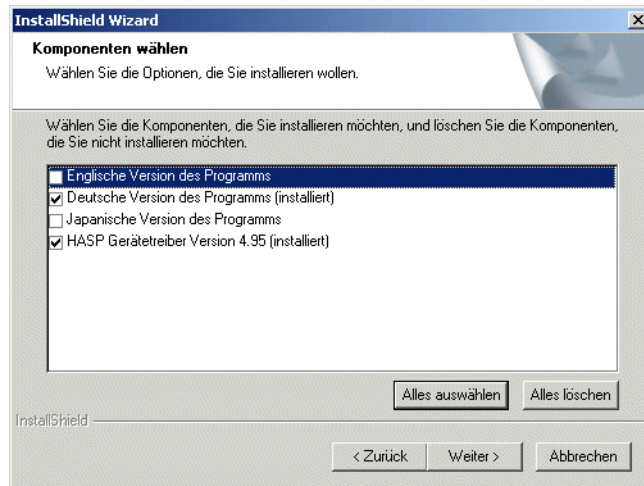 InstallShield Wizard
Komponenten wählen
Wählen Sie die Optionen, die Sie installieren wollen.
Wählen Sie die Komponenten, die Sie installieren möchten, und löschen Sie die Komponenten,
die Sie nicht installieren möchten.
Englische Version des Programms
Deutsche Version des Programms (installiert)
Japanische Version des Programms
HASP Gerätetreiber Version 4.95 (installiert)
Alles auswählen Alles löschen
InstallShield
< Zurück Weiter > Abbrechen